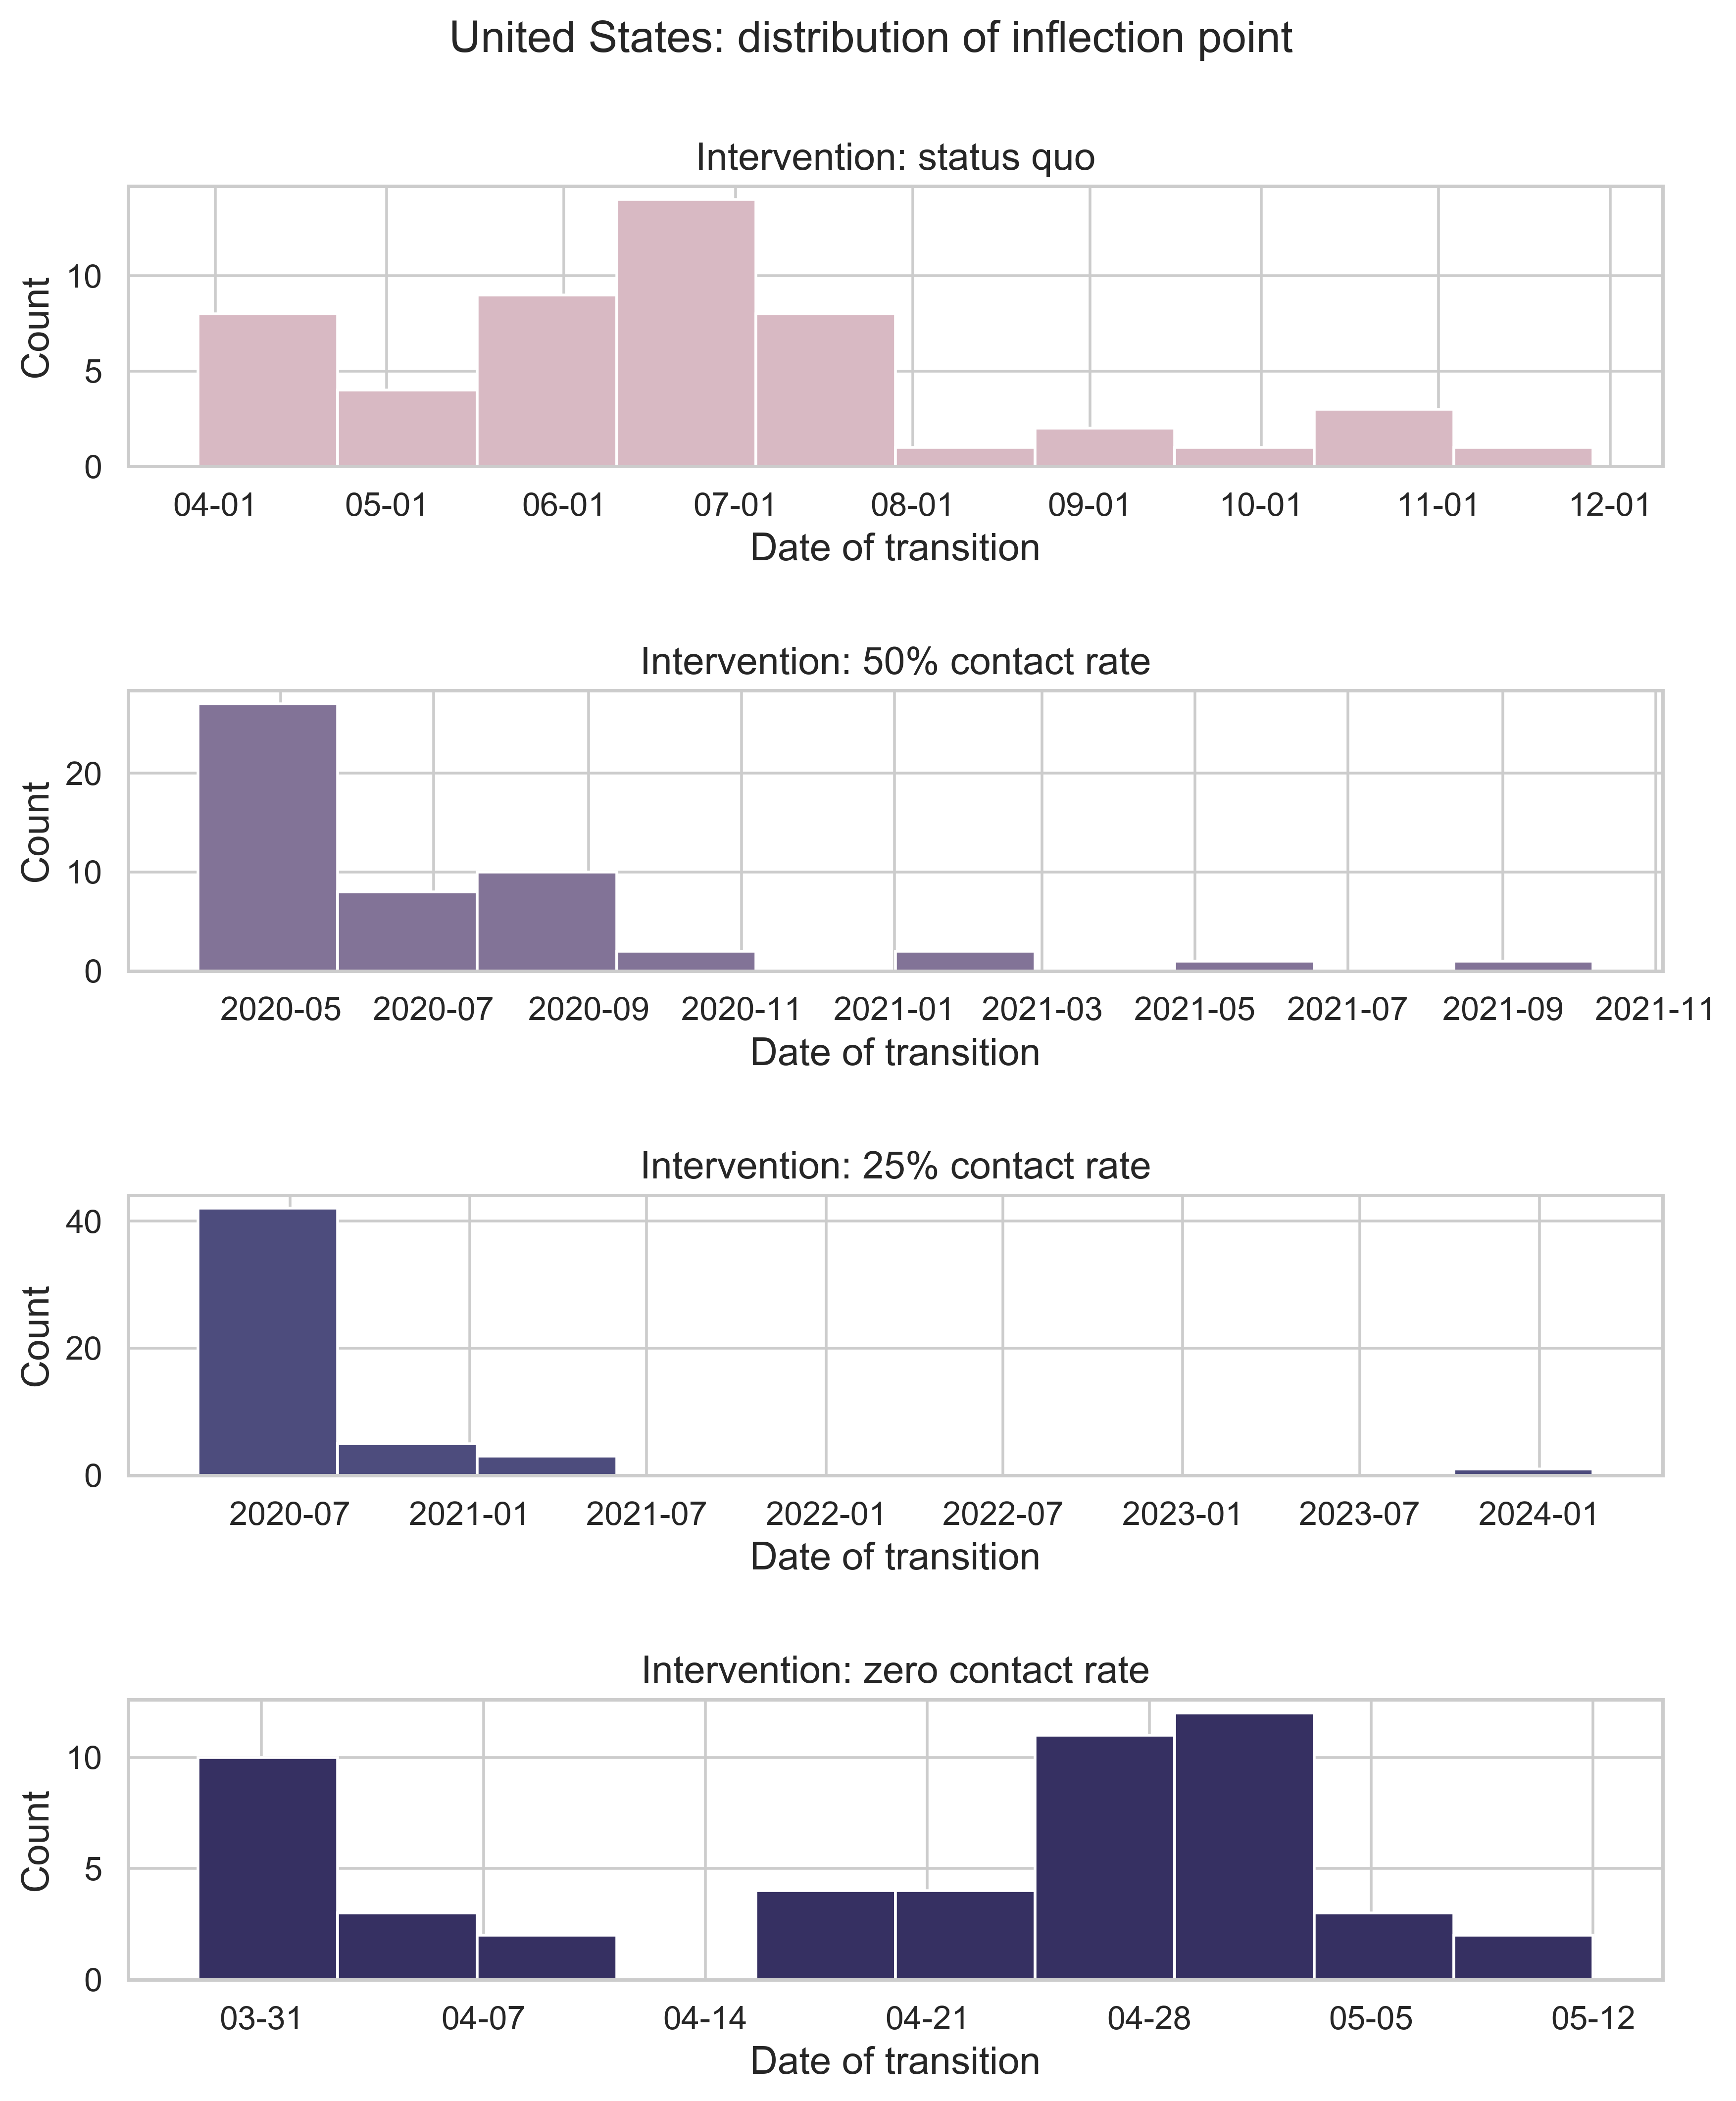 United States: distribution of inflection point
Intervention: status quo
Count
10
5
0
04-01 05-01 06-01 07-01 08-01 09-01 10-01 11-01 12-01
Date of transition
Intervention: 50% contact rate
Count
20
10
0
2020-05 2020-07 2020-09 2020-11 2021-01 2021-03 2021-05 2021-07 2021-09 2021-11
Date of transition
Intervention: 25% contact rate
Count
40
20
0
2020-07 2021-01 2021-07 2022-01 2022-07 2023-01 2023-07 2024-01
Date of transition
Intervention: zero contact rate
Count
10
5
0
03-31 04-07 04-14 04-21 04-28 05-05 05-12
Date of transition